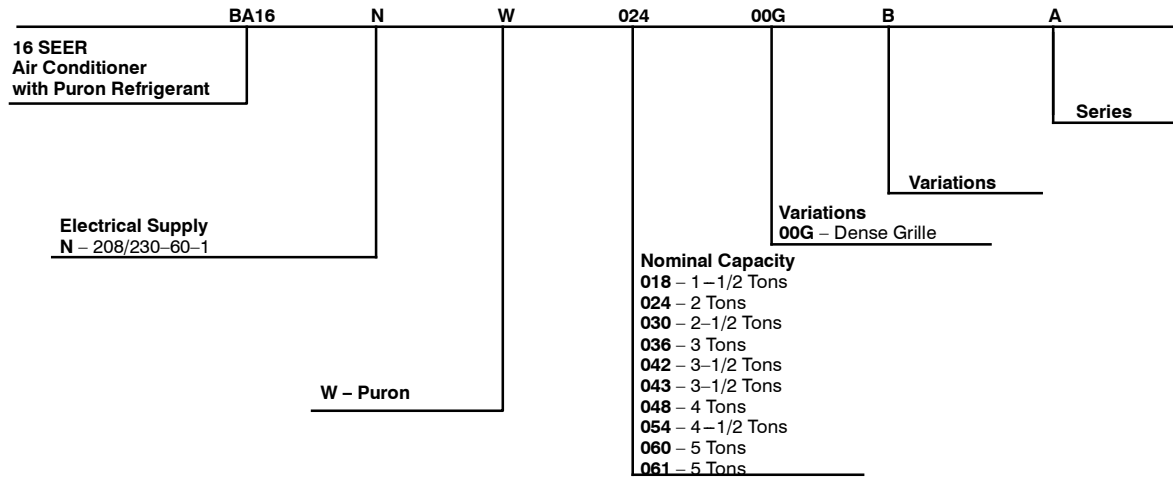 BA16 N W 024 00G B A
16 SEER
Air Conditioner
with Puron Refrigerant
Series
Variations
Electrical Supply
N – 208/230–60–1
Variations
00G – Dense Grille
Nominal Capacity
018 – 1–1/2 Tons
024 – 2 Tons
030 – 2–1/2 Tons
036 – 3 Tons
042 – 3–1/2 Tons
043 – 3–1/2 Tons
048 – 4 Tons
054 – 4–1/2 Tons
060 – 5 Tons
061 – 5 Tons
W – Puron